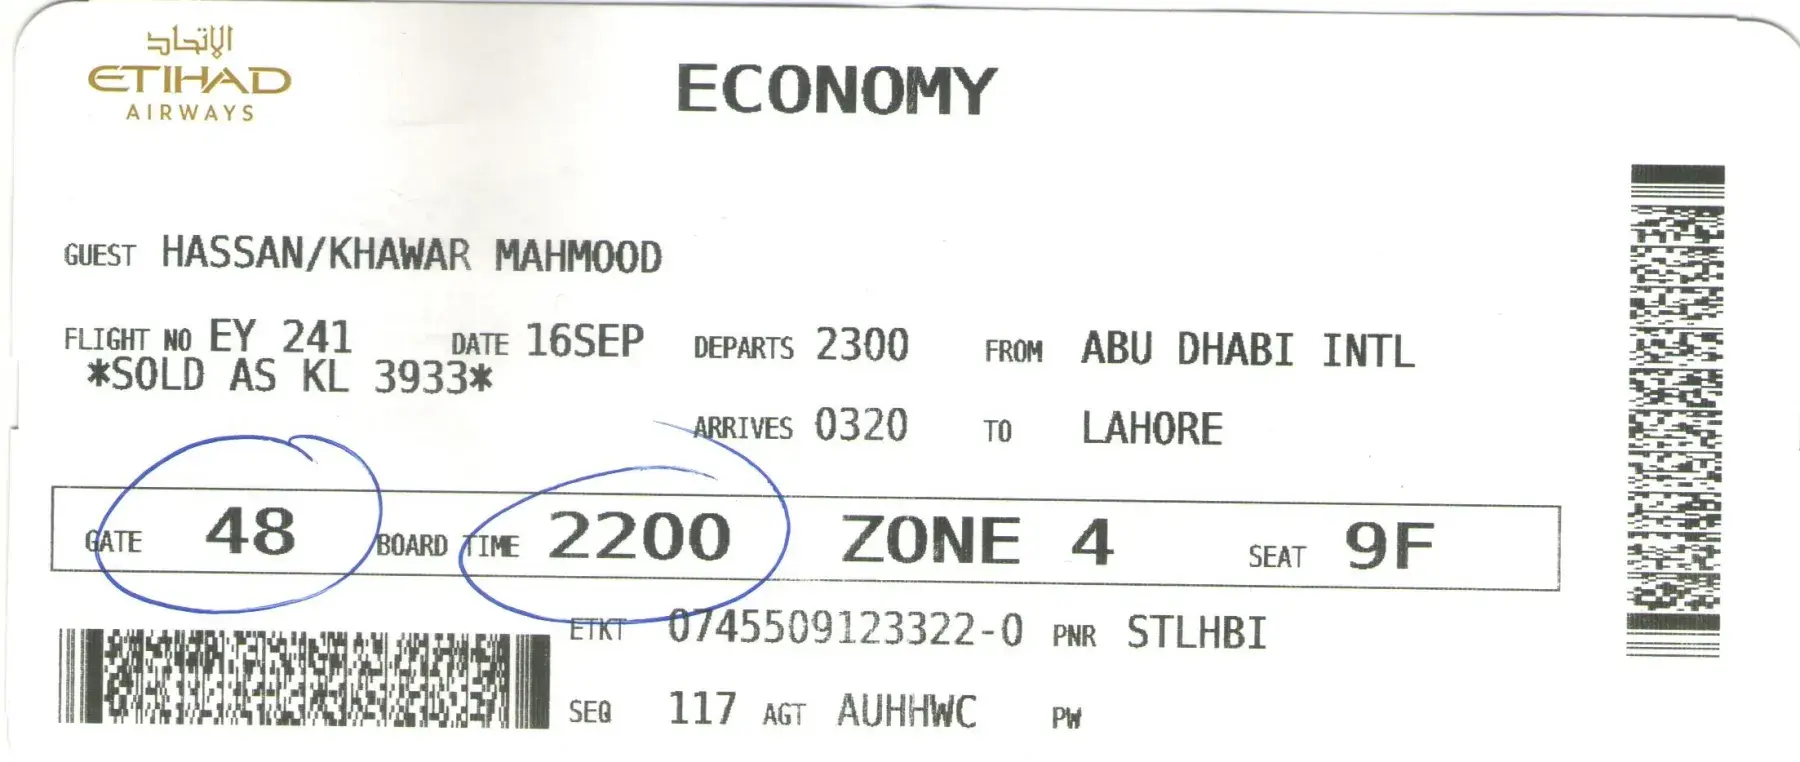 الإتحاد
ETIHAD
AIRWAYS
ECONOMY
GUEST HASSAN/KHAWAR MAHMOOD
FLIGHT NO EY 241 DATE 16SEP DEPARTS 2300 FROM ABU DHABI INTL
*SOLD AS KL 3933*
ARRIVES 0320 TO LAHORE
GATE 48 BOARD TIME 2200 ZONE 4 SEAT 9F
ETKT 0745509123322-0 PNR STLHBI
SEQ 117 AGT AUHHWC PW